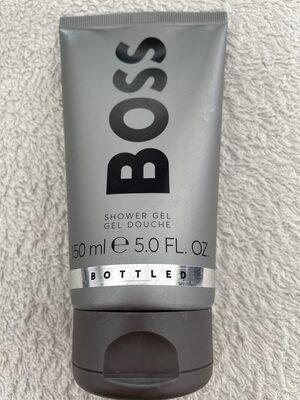 BOSS
SHOWER GEL
GEL DOUCHE
150 ml ℮ 5.0 FL. OZ.
BOTTLED